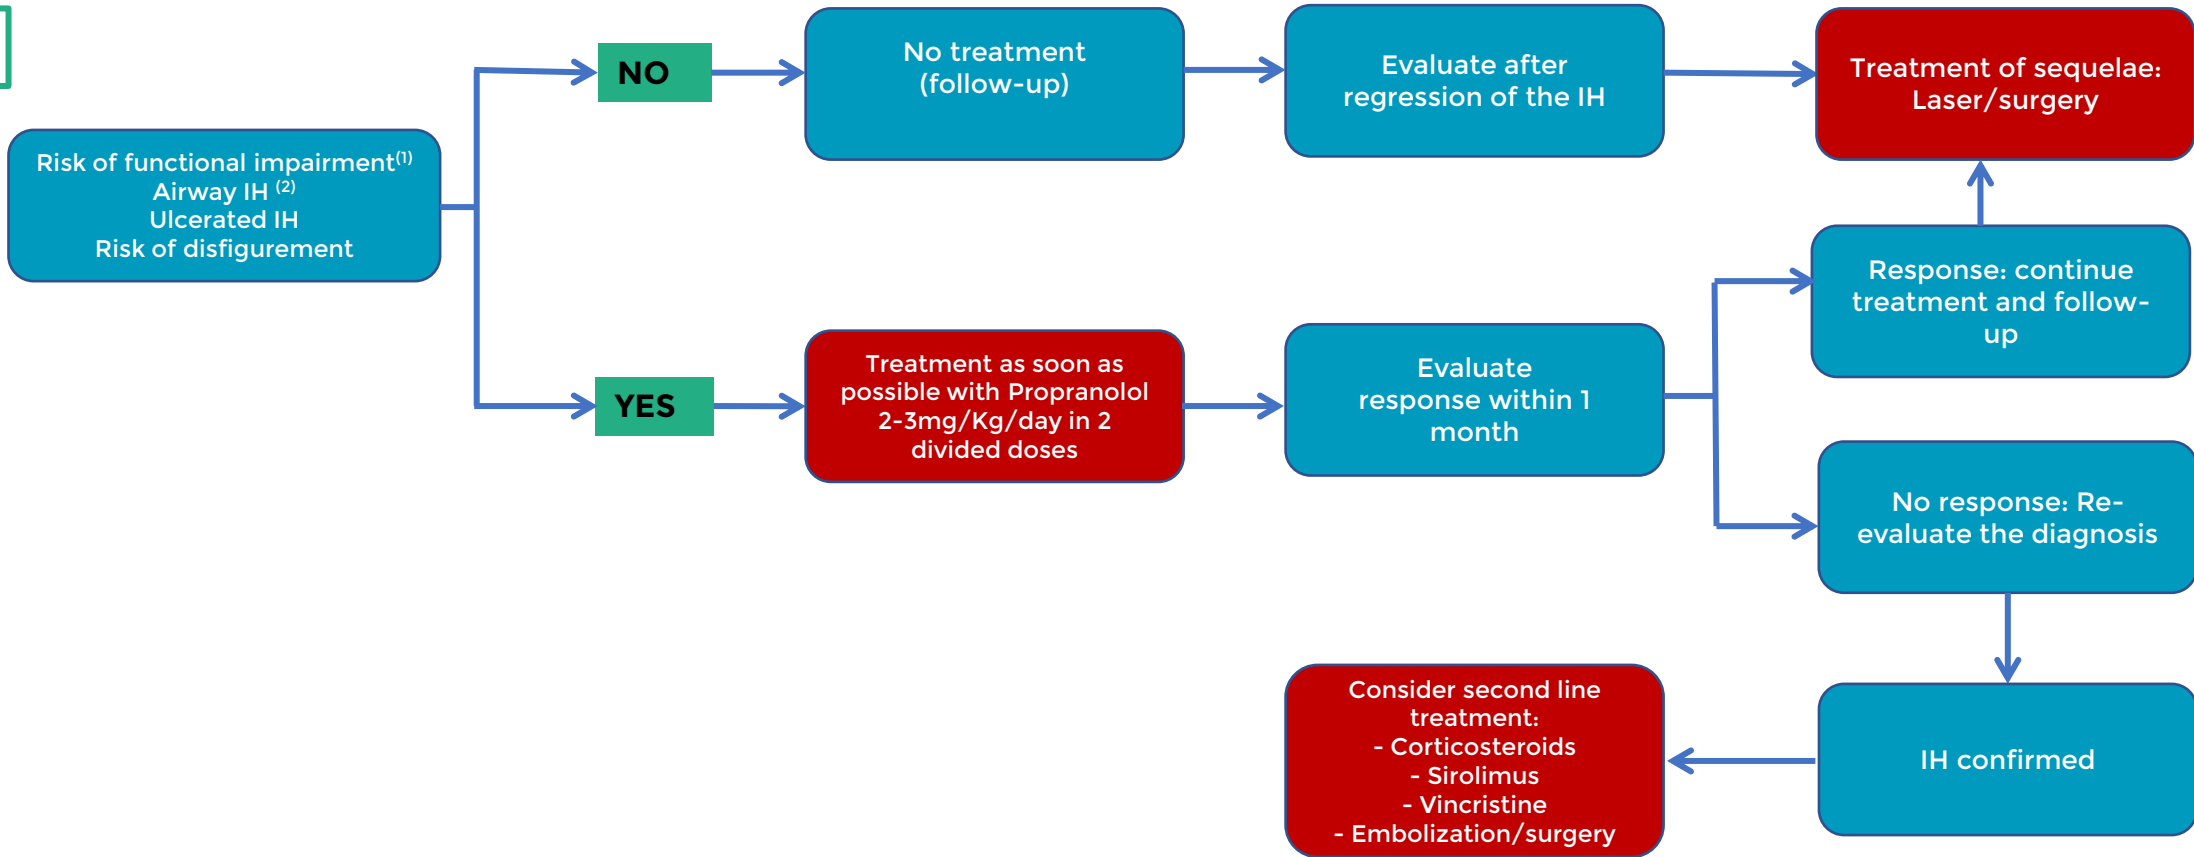 Risk of functional impairment(1)
Airway IH (2)
Ulcerated IH
Risk of disfigurement
NO
No treatment
(follow-up)
Evaluate after
regression of the IH
Treatment of sequelae:
Laser/surgery
YES
Treatment as soon as
possible with Propranolol
2-3mg/Kg/day in 2
divided doses
Evaluate
response within 1
month
Response: continue
treatment and follow-
up
No response: Re-
evaluate the diagnosis
IH confirmed
Consider second line
treatment:
- Corticosteroids
- Sirolimus
- Vincristine
- Embolization/surgery